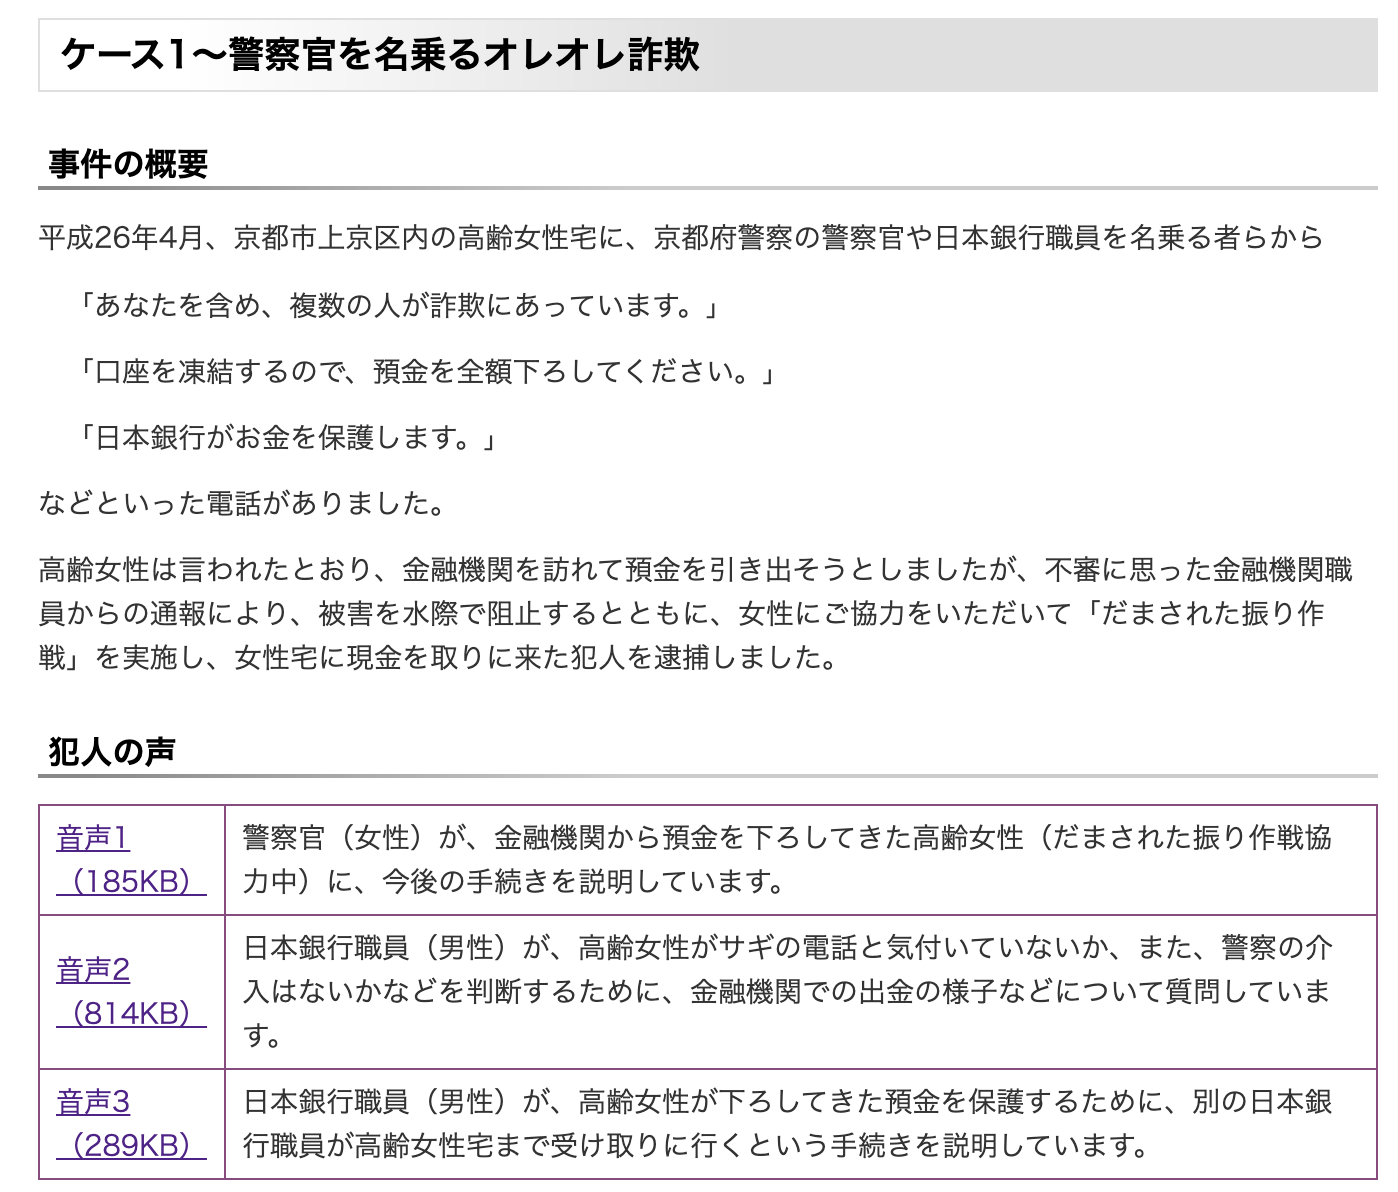 ケース1～警察官を名乗るオレオレ詐欺
事件の概要
平成26年4月、京都市上京区内の高齢女性宅に、京都府警察の警察官や日本銀行職員を名乗る者らから
「あなたを含め、複数の人が詐欺にあっています。」
「口座を凍結するので、預金を全額下ろしてください。」
「日本銀行がお金を保護します。」
などといった電話がありました。
高齢女性は言われたとおり、金融機関を訪れて預金を引き出そうとしましたが、不審に思った金融機関職
員からの通報により、被害を水際で阻止するとともに、女性にご協力をいただいて「だまされた振り作
戦」を実施し、女性宅に現金を取りに来た犯人を逮捕しました。
犯人の声
音声1
（185KB）
警察官（女性）が、金融機関から預金を下ろしてきた高齢女性（だまされた振り作戦協
力中）に、今後の手続きを説明しています。
音声2
（814KB）
日本銀行職員（男性）が、高齢女性がサギの電話と気付いていないか、また、警察の介
入はないかなどを判断するために、金融機関での出金の様子などについて質問していま
す。
音声3
（289KB）
日本銀行職員（男性）が、高齢女性が下ろしてきた預金を保護するために、別の日本銀
行職員が高齢女性宅まで受け取りに行くという手続きを説明しています。